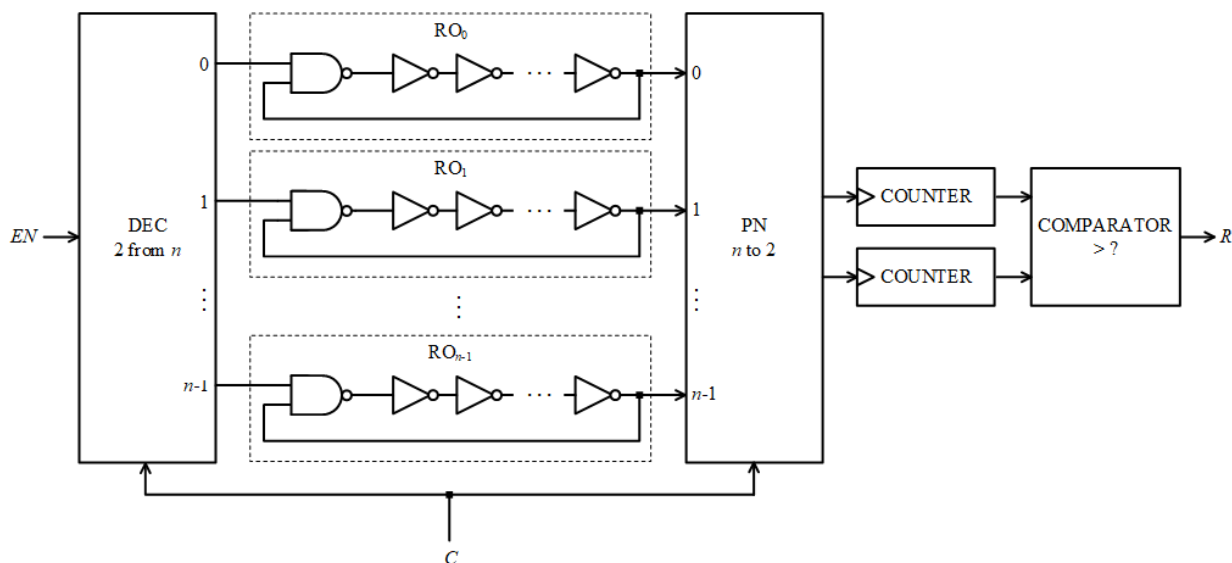 RO₀
0
0
RO₁
1
1
EN
DEC
2 from n
PN
n to 2
COUNTER
COUNTER
COMPARATOR
> ?
R
ROₙ₋₁
n-1
n-1
C